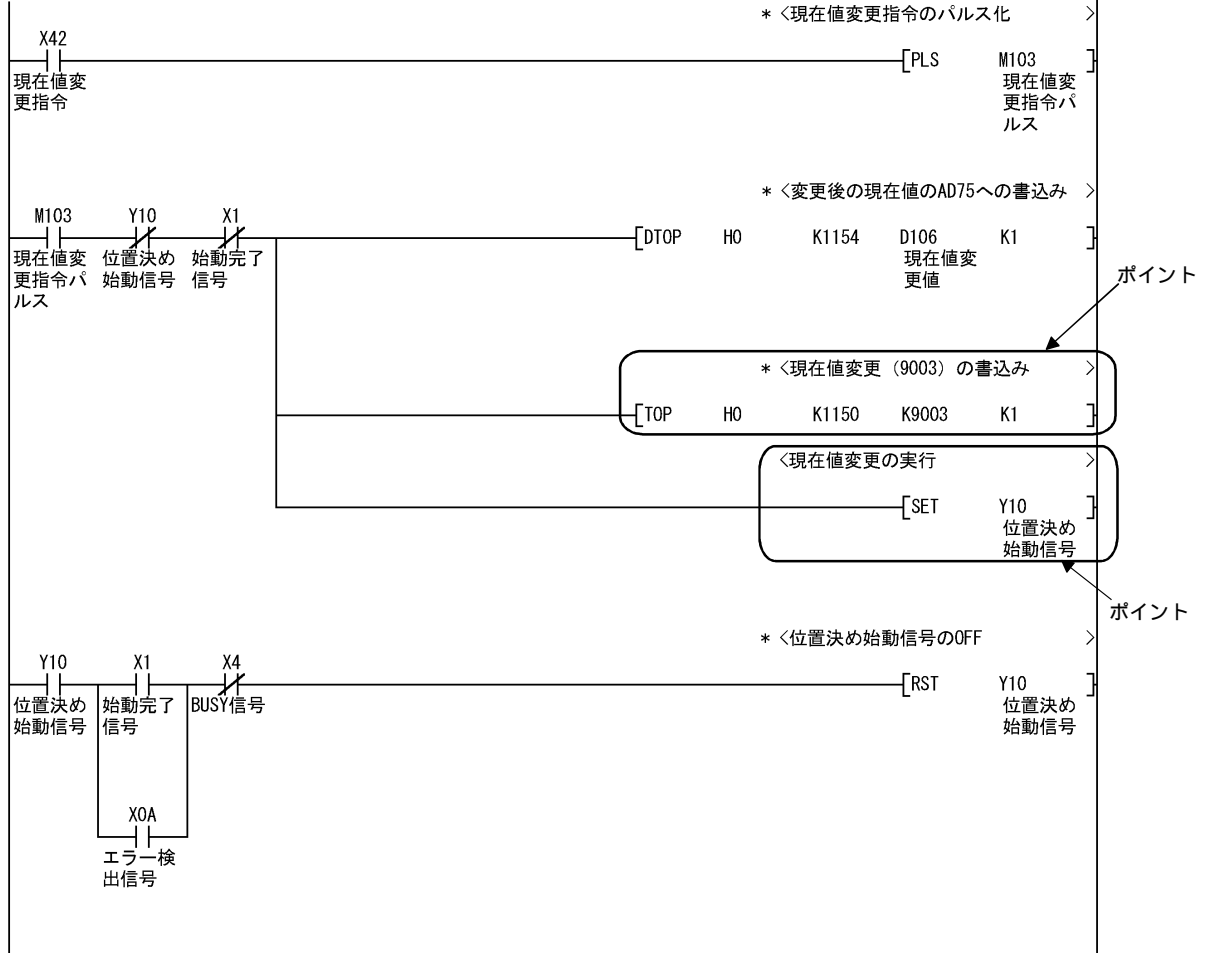 * <現在値変更指令のパルス化 >
X42
[PLS M103 ]
現在値変
更指令
現在値変
更指令パ
ルス
* <変更後の現在値のAD75への書込み >
M103 Y10 X1
[DTOP H0 K1154 D106 K1 ]
現在値変
更指令パ
ルス
位置決め
始動信号
始動完了
信号
現在値変
更値
ポイント
* <現在値変更（9003）の書込み >
[TOP H0 K1150 K9003 K1 ]
<現在値変更の実行 >
[SET Y10 ]
位置決め
始動信号
ポイント
* <位置決め始動信号のOFF >
Y10 X1 X4
[RST Y10 ]
位置決め
始動信号
始動完了
信号
BUSY信号
位置決め
始動信号
X0A
エラー検
出信号